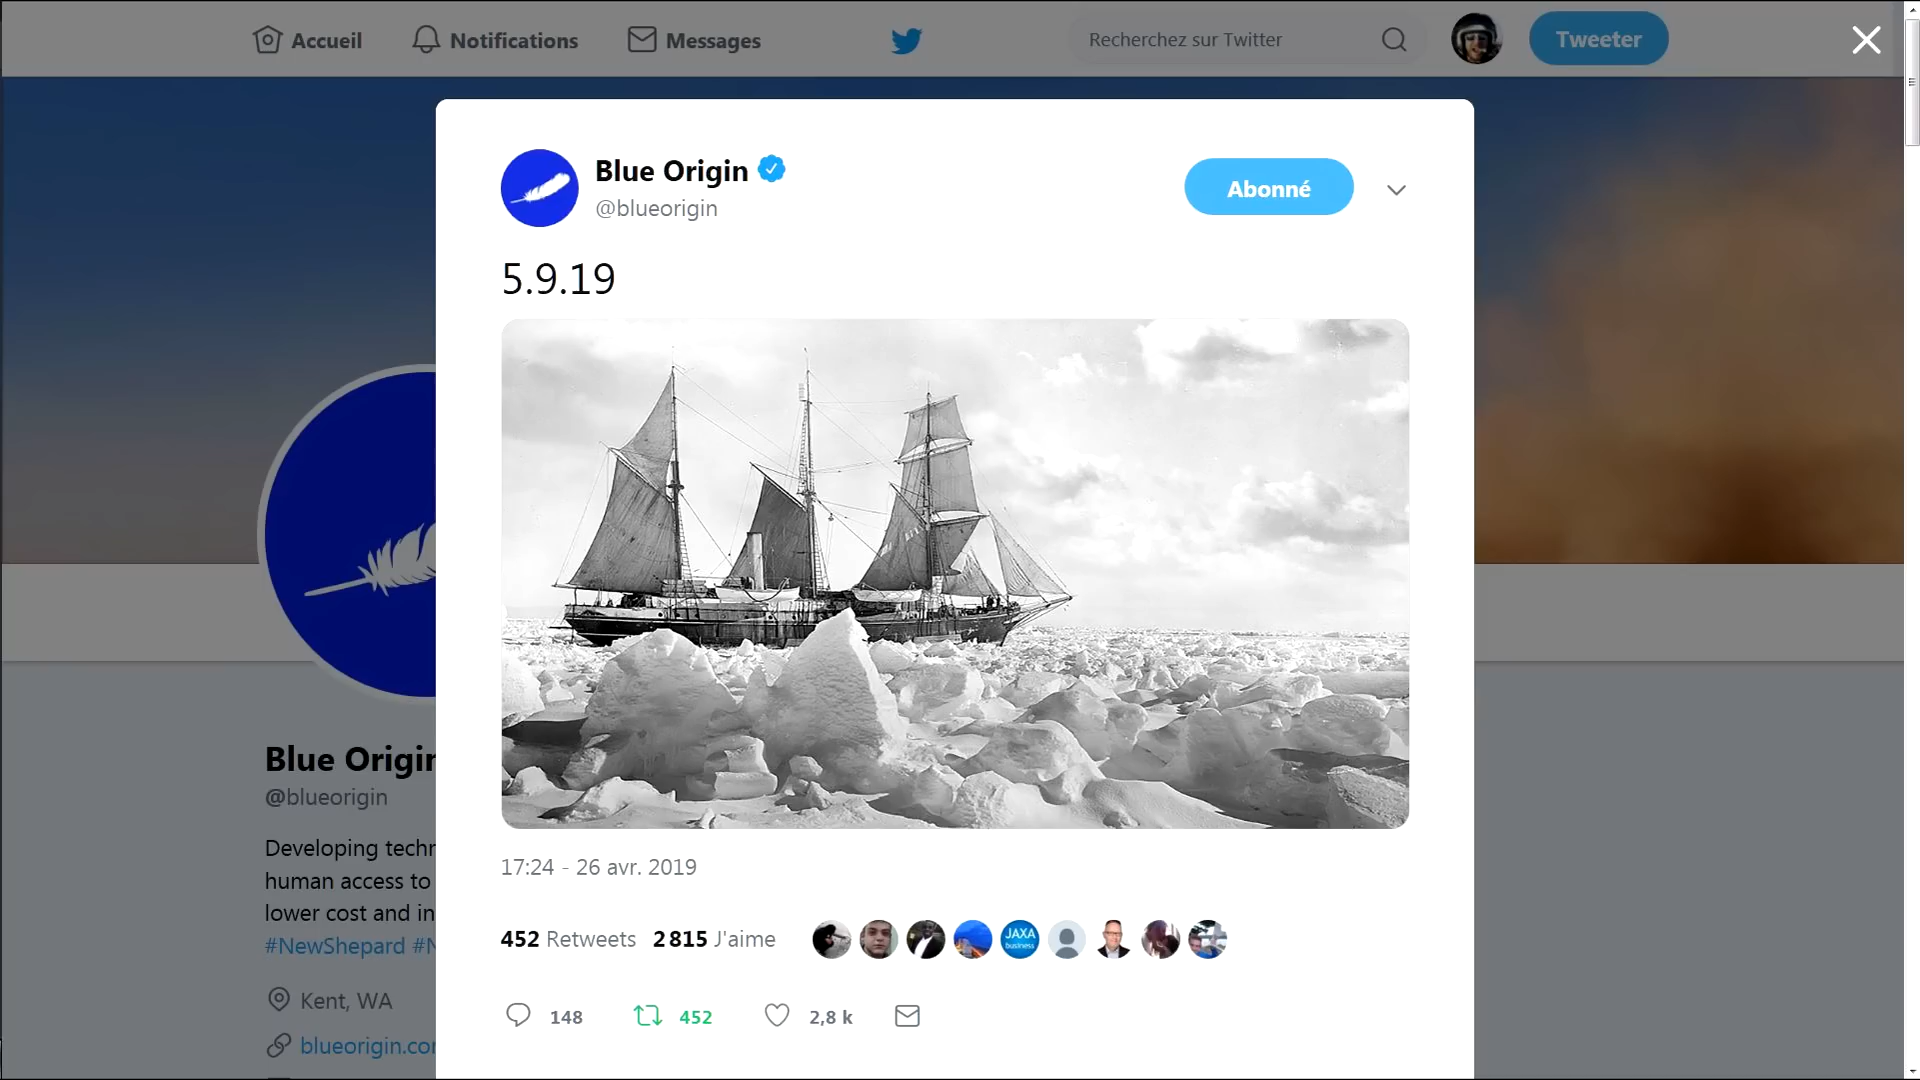 Accueil
Notifications
Messages
Recherchez sur Twitter
Tweeter
Blue Origin
@blueorigin
Abonné
5.9.19
17:24 - 26 avr. 2019
452 Retweets 2 815 J'aime
JAXA
business
148
452
2,8 k
Blue Origin
@blueorigin
Developing techn
human access to
lower cost and in
#NewShepard #N
Kent, WA
blueorigin.com